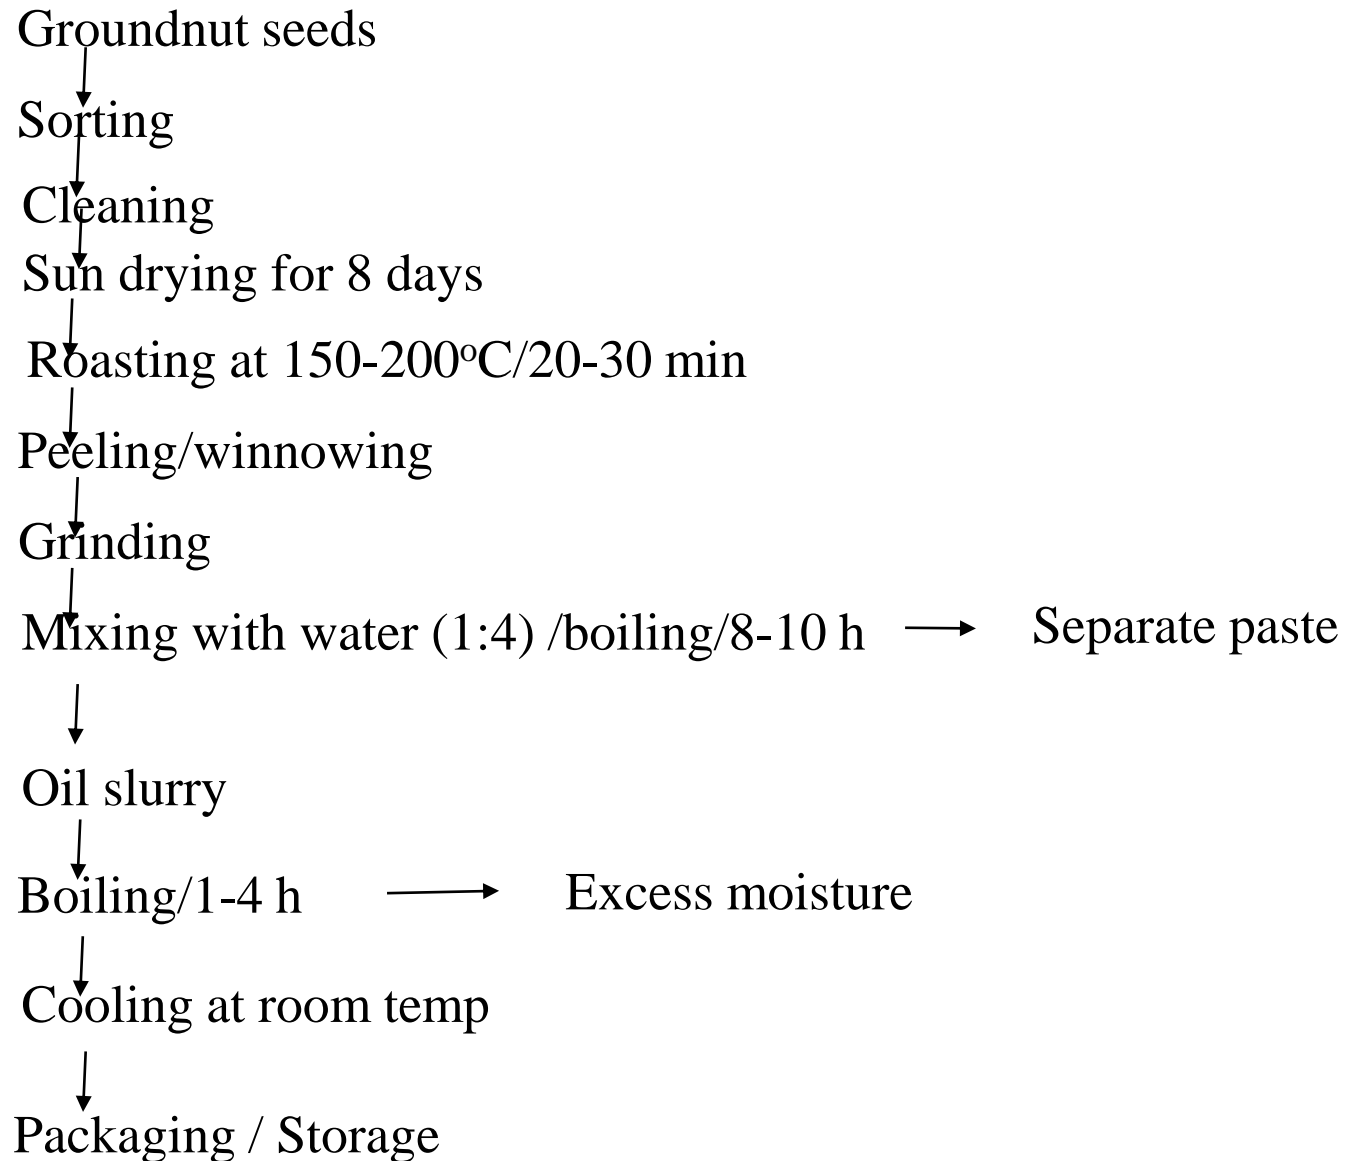 Groundnut seeds
Sorting
Cleaning
Sun drying for 8 days
Roasting at 150-200°C/20-30 min
Peeling/winnowing
Grinding
Mixing with water (1:4) /boiling/8-10 h
Separate paste
Oil slurry
Boiling/1-4 h
Excess moisture
Cooling at room temp
Packaging / Storage